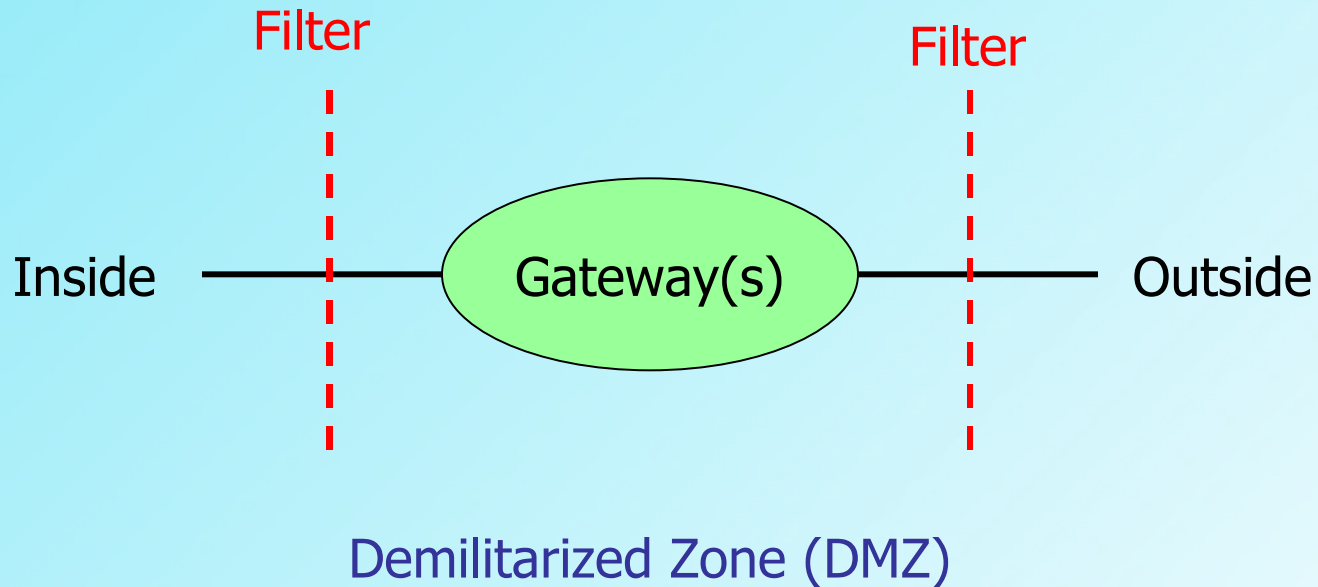 Filter
Filter
Inside
Gateway(s)
Outside
Demilitarized Zone (DMZ)